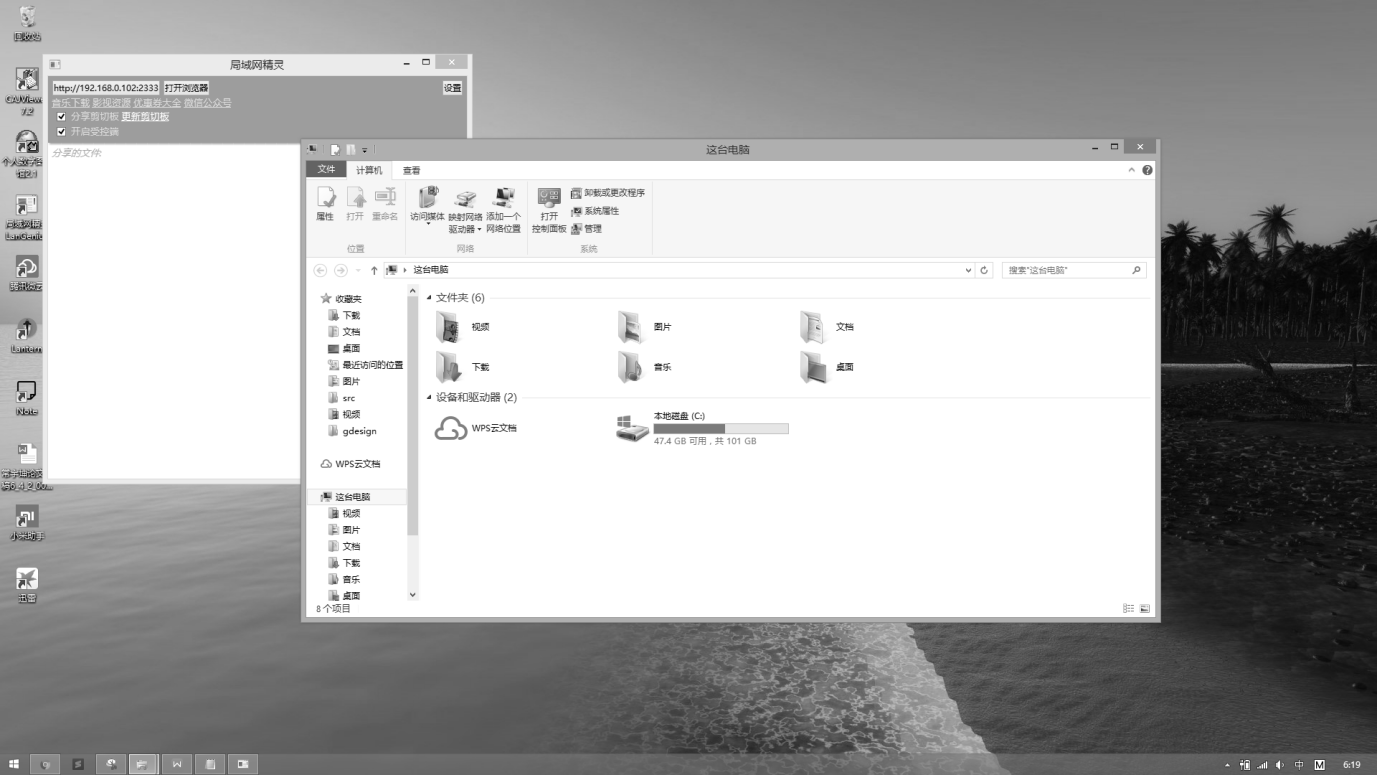 回收站
CAJViewer
7.2
Lantern
Note
小米助手
迅雷
局域网精灵
http://192.168.0.102:2333 打开浏览器 设置
音乐下载 影视资源 优惠券大全 微信公众号
分享剪切板 更新剪切板
开启受控端
分享的文件:
这台电脑
文件 计算机 查看
属性 打开 重命名
位置
访问媒体 映射网络驱动器 添加一个网络位置
网络
打开控制面板
卸载或更改程序
系统属性
管理
系统
这台电脑
搜索"这台电脑"
收藏夹
下载
文档
桌面
最近访问的位置
图片
src
视频
gdesign
WPS云文档
这台电脑
视频
图片
文档
下载
音乐
桌面
文件夹 (6)
视频 图片 文档
下载 音乐 桌面
设备和驱动器 (2)
WPS云文档
本地磁盘 (C:)
47.4 GB 可用，共 101 GB
8 个项目
中 M 6:19